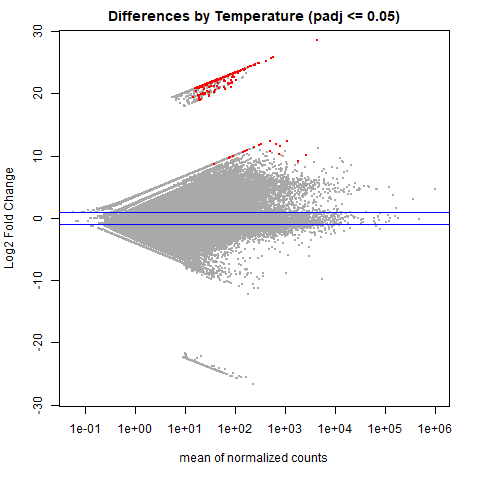 Differences by Temperature (padj <= 0.05)
Log2 Fold Change
30
20
10
0
-10
-20
-30
1e-01 1e+00 1e+01 1e+02 1e+03 1e+04 1e+05 1e+06
mean of normalized counts